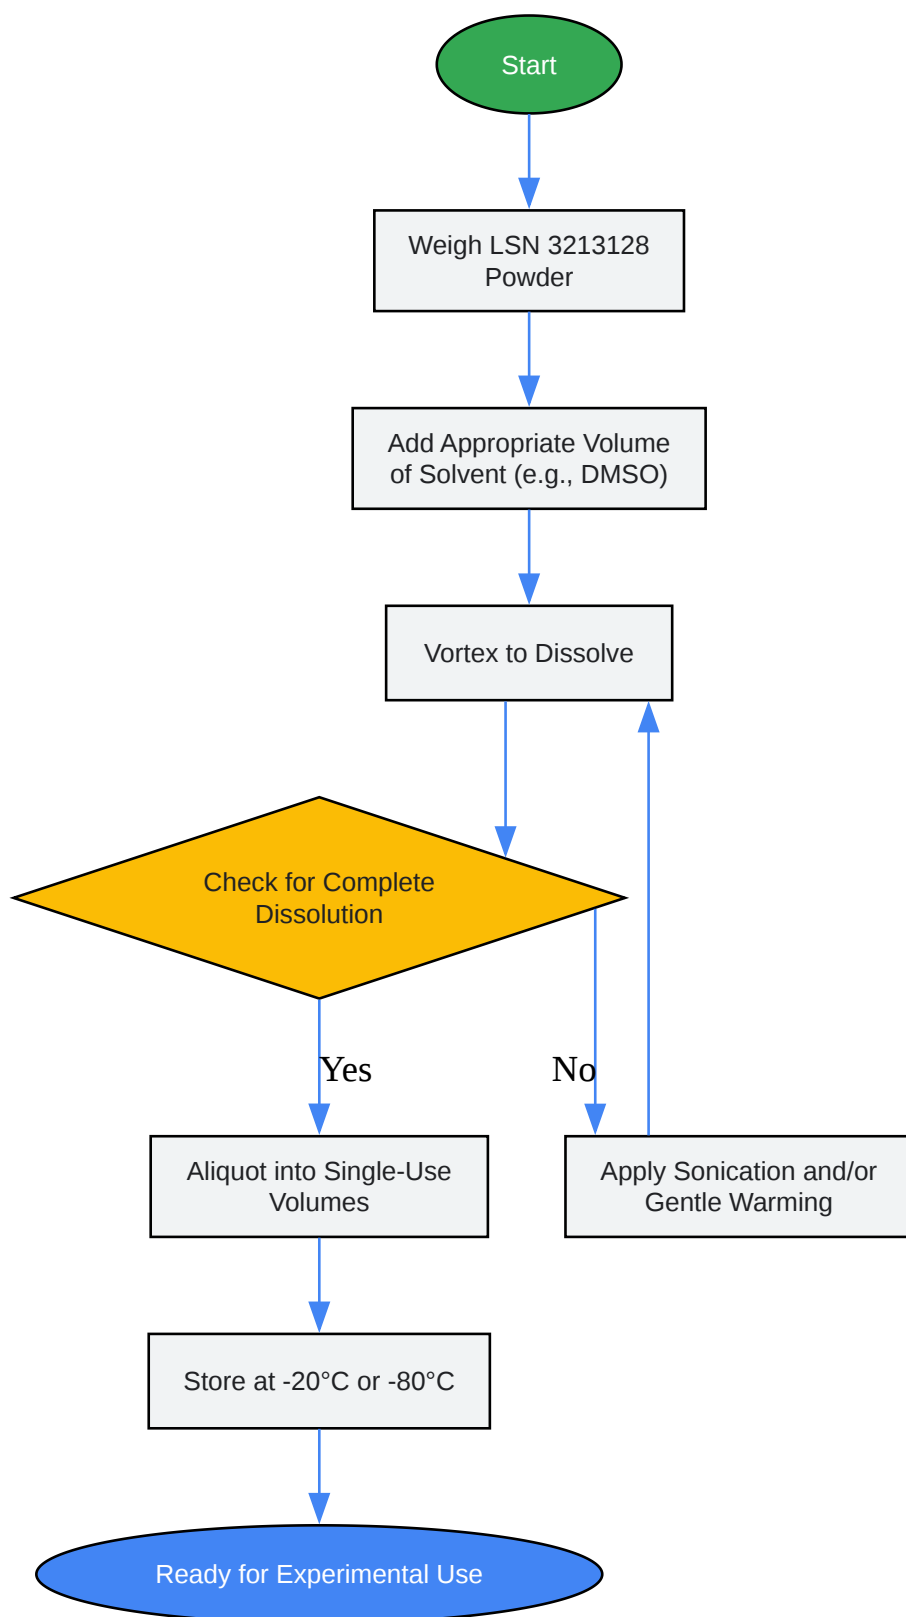 Start
Weigh LSN 3213128
Powder
Add Appropriate Volume
of Solvent (e.g., DMSO)
Vortex to Dissolve
Check for Complete
Dissolution
Yes
No
Aliquot into Single-Use
Volumes
Apply Sonication and/or
Gentle Warming
Store at -20°C or -80°C
Ready for Experimental Use